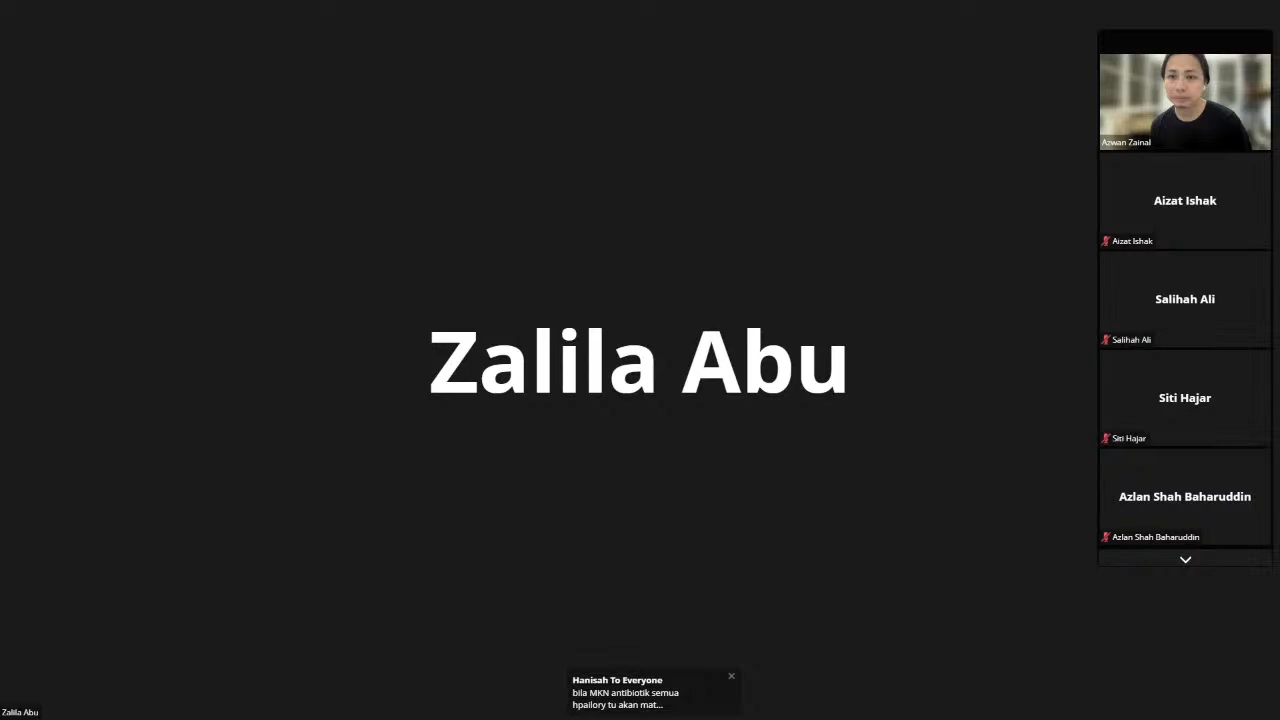 Zalila Abu
Azwan Zainal
Aizat Ishak
Aizat Ishak
Salihah Ali
Salihah Ali
Siti Hajar
Siti Hajar
Azlan Shah Baharuddin
Azlan Shah Baharuddin
Hanisah To Everyone
bila MKN antibiotik semua
hpailory tu akan mat...
Zalila Abu